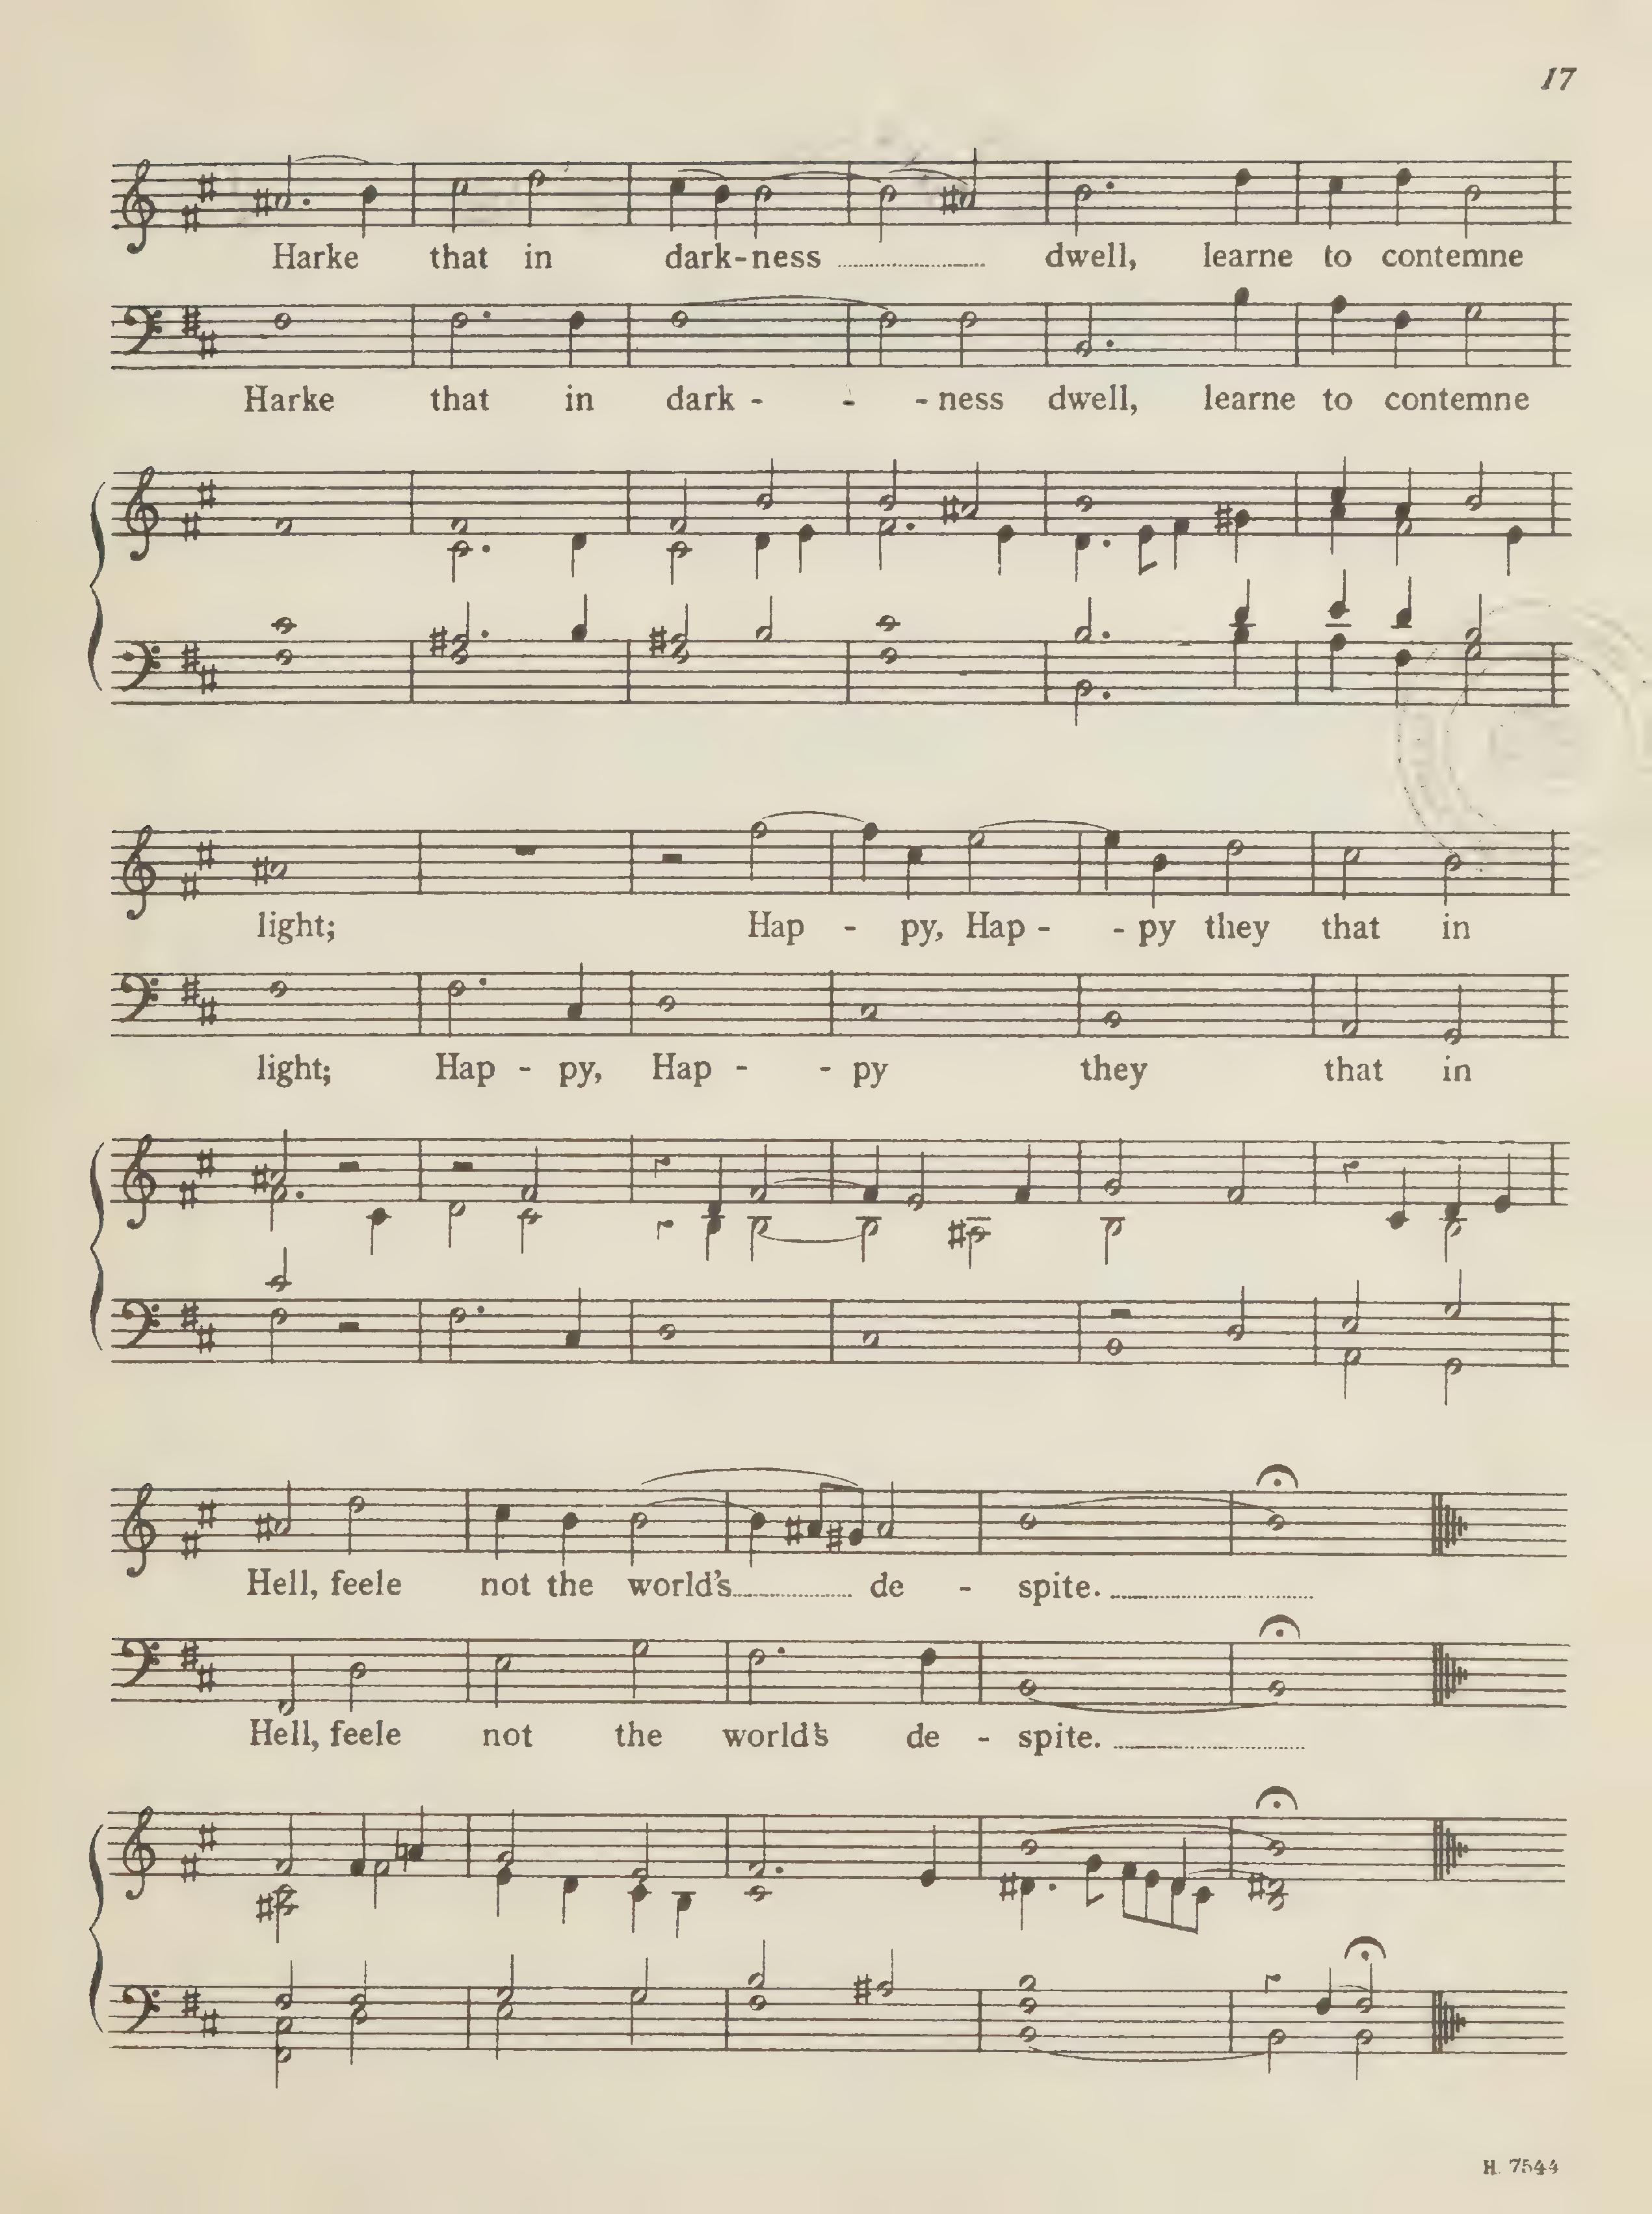 17
Harke that in dark-ness dwell, learne to contemne
Harke that in dark - - - ness dwell, learne to contemne
light; Hap - py, Hap - - py they that in
light; Hap - py, Hap - - py they that in
Hell, feele not the world's de - spite.
Hell, feele not the world's de - spite.
H. 7544